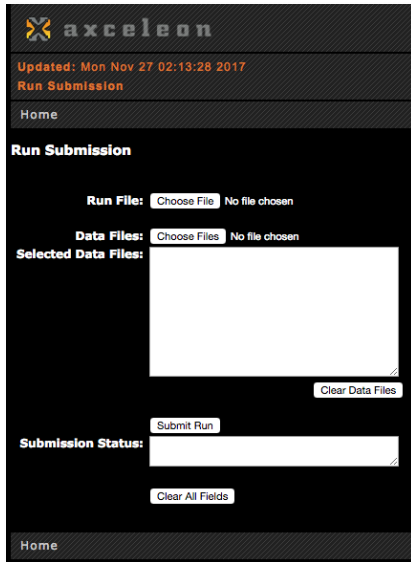 axceleon
Updated: Mon Nov 27 02:13:28 2017
Run Submission
Home
Run Submission
Run File: Choose File No file chosen
Data Files: Choose Files No file chosen
Selected Data Files:
Clear Data Files
Submit Run
Submission Status:
Clear All Fields
Home